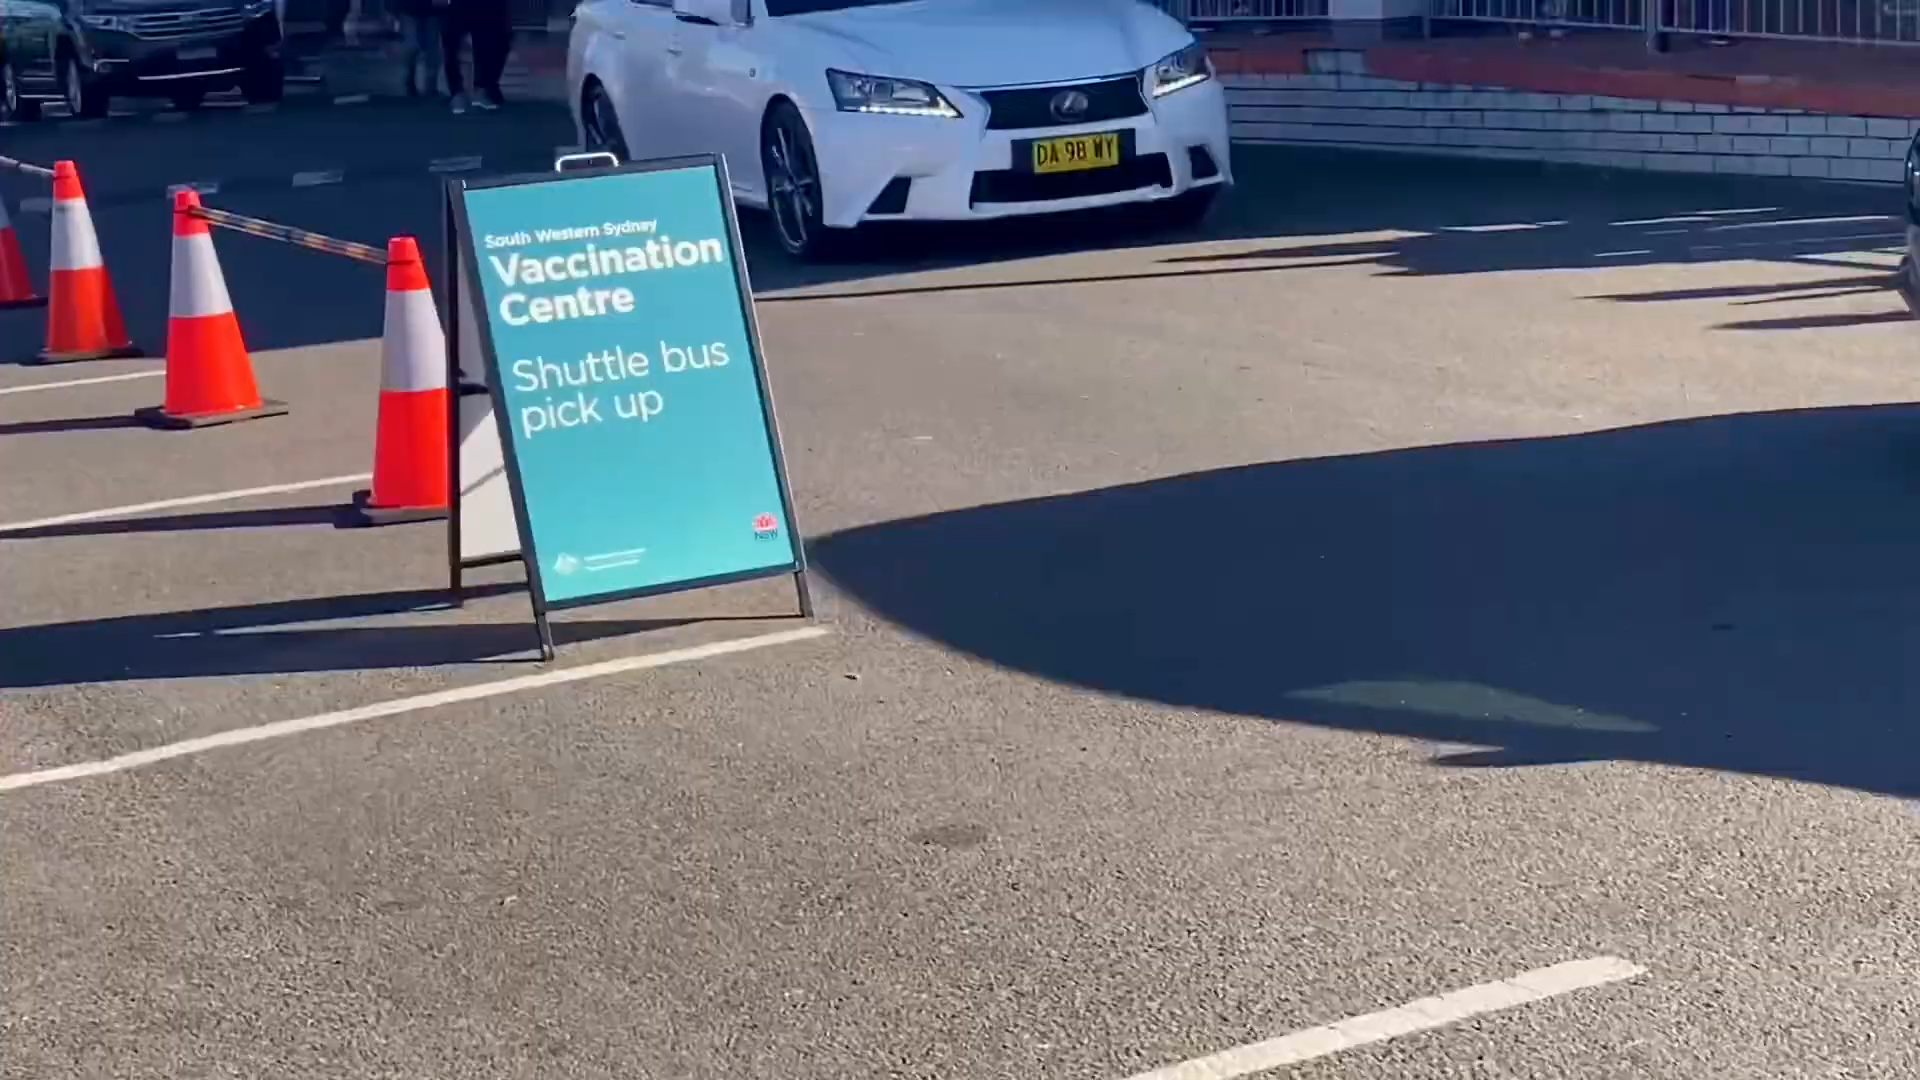 DA 98 WY
South Western Sydney
Vaccination
Centre
Shuttle bus
pick up
NSW